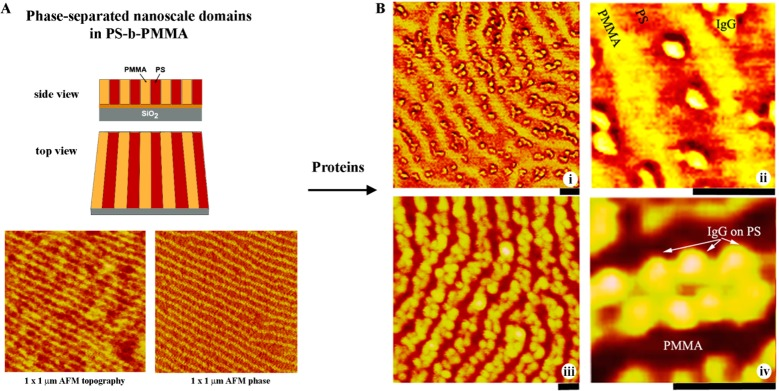 A
Phase-separated nanoscale domains
in PS-b-PMMA
PMMA PS
side view
SiO2
top view
1 x 1 µm AFM topography
1 x 1 µm AFM phase
Proteins
B
i
PMMA
PS
IgG
ii
iii
IgG on PS
PMMA
iv